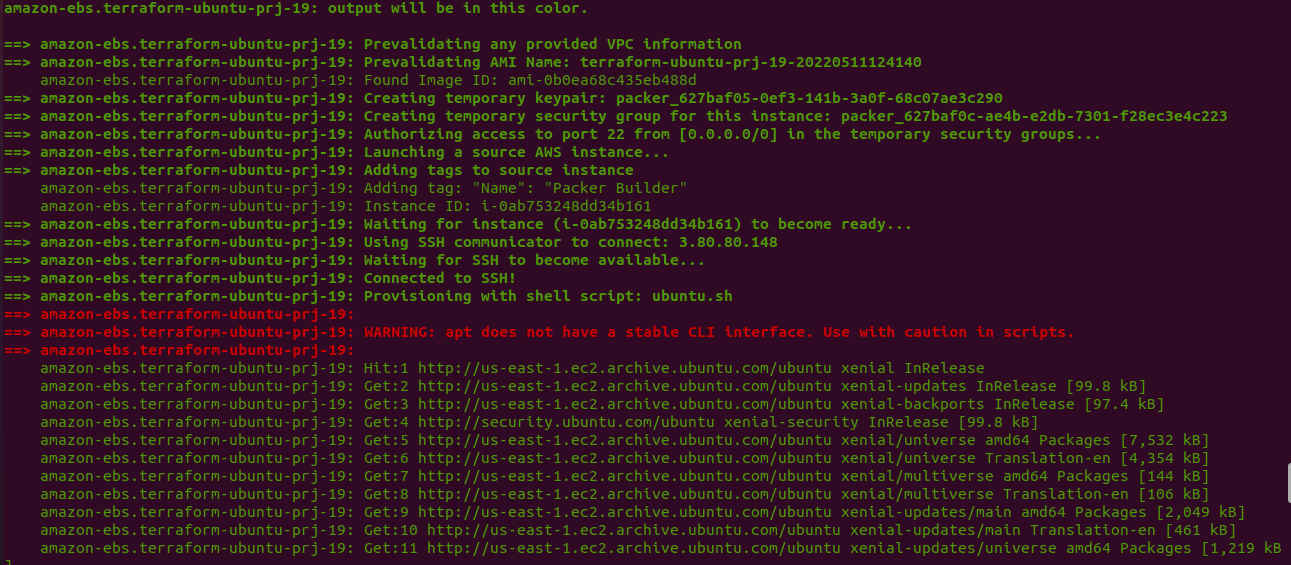 amazon-ebs.terraform-ubuntu-prj-19: output will be in this color.
==> amazon-ebs.terraform-ubuntu-prj-19: Prevalidating any provided VPC information
==> amazon-ebs.terraform-ubuntu-prj-19: Prevalidating AMI Name: terraform-ubuntu-prj-19-20220511124140
amazon-ebs.terraform-ubuntu-prj-19: Found Image ID: ami-0b0ea68c435eb488d
==> amazon-ebs.terraform-ubuntu-prj-19: Creating temporary keypair: packer_627baf05-0ef3-141b-3a0f-68c07ae3c290
==> amazon-ebs.terraform-ubuntu-prj-19: Creating temporary security group for this instance: packer_627baf0c-ae4b-e2db-7301-f28ec3e4c223
==> amazon-ebs.terraform-ubuntu-prj-19: Authorizing access to port 22 from [0.0.0.0/0] in the temporary security groups...
==> amazon-ebs.terraform-ubuntu-prj-19: Launching a source AWS instance...
==> amazon-ebs.terraform-ubuntu-prj-19: Adding tags to source instance
amazon-ebs.terraform-ubuntu-prj-19: Adding tag: "Name": "Packer Builder"
amazon-ebs.terraform-ubuntu-prj-19: Instance ID: i-0ab753248dd34b161
==> amazon-ebs.terraform-ubuntu-prj-19: Waiting for instance (i-0ab753248dd34b161) to become ready...
==> amazon-ebs.terraform-ubuntu-prj-19: Using SSH communicator to connect: 3.80.80.148
==> amazon-ebs.terraform-ubuntu-prj-19: Waiting for SSH to become available...
==> amazon-ebs.terraform-ubuntu-prj-19: Connected to SSH!
==> amazon-ebs.terraform-ubuntu-prj-19: Provisioning with shell script: ubuntu.sh
==> amazon-ebs.terraform-ubuntu-prj-19:
==> amazon-ebs.terraform-ubuntu-prj-19: WARNING: apt does not have a stable CLI interface. Use with caution in scripts.
==> amazon-ebs.terraform-ubuntu-prj-19:
amazon-ebs.terraform-ubuntu-prj-19: Hit:1 http://us-east-1.ec2.archive.ubuntu.com/ubuntu xenial InRelease
amazon-ebs.terraform-ubuntu-prj-19: Get:2 http://us-east-1.ec2.archive.ubuntu.com/ubuntu xenial-updates InRelease [99.8 kB]
amazon-ebs.terraform-ubuntu-prj-19: Get:3 http://us-east-1.ec2.archive.ubuntu.com/ubuntu xenial-backports InRelease [97.4 kB]
amazon-ebs.terraform-ubuntu-prj-19: Get:4 http://security.ubuntu.com/ubuntu xenial-security InRelease [99.8 kB]
amazon-ebs.terraform-ubuntu-prj-19: Get:5 http://us-east-1.ec2.archive.ubuntu.com/ubuntu xenial/universe amd64 Packages [7,532 kB]
amazon-ebs.terraform-ubuntu-prj-19: Get:6 http://us-east-1.ec2.archive.ubuntu.com/ubuntu xenial/universe Translation-en [4,354 kB]
amazon-ebs.terraform-ubuntu-prj-19: Get:7 http://us-east-1.ec2.archive.ubuntu.com/ubuntu xenial/multiverse amd64 Packages [144 kB]
amazon-ebs.terraform-ubuntu-prj-19: Get:8 http://us-east-1.ec2.archive.ubuntu.com/ubuntu xenial/multiverse Translation-en [106 kB]
amazon-ebs.terraform-ubuntu-prj-19: Get:9 http://us-east-1.ec2.archive.ubuntu.com/ubuntu xenial-updates/main amd64 Packages [2,049 kB]
amazon-ebs.terraform-ubuntu-prj-19: Get:10 http://us-east-1.ec2.archive.ubuntu.com/ubuntu xenial-updates/main Translation-en [461 kB]
amazon-ebs.terraform-ubuntu-prj-19: Get:11 http://us-east-1.ec2.archive.ubuntu.com/ubuntu xenial-updates/universe amd64 Packages [1,219 kB
]